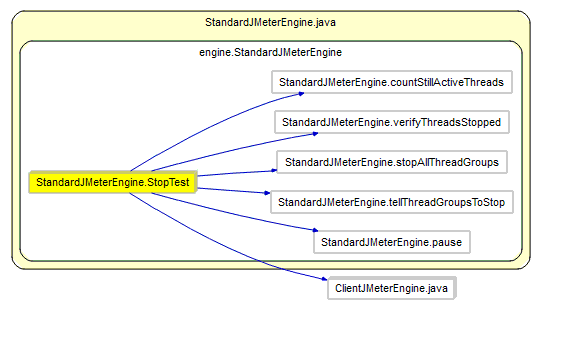 StandardJMeterEngine.java
engine.StandardJMeterEngine
StandardJMeterEngine.countStillActiveThreads
StandardJMeterEngine.verifyThreadsStopped
StandardJMeterEngine.stopAllThreadGroups
StandardJMeterEngine.StopTest
StandardJMeterEngine.tellThreadGroupsToStop
StandardJMeterEngine.pause
ClientJMeterEngine.java